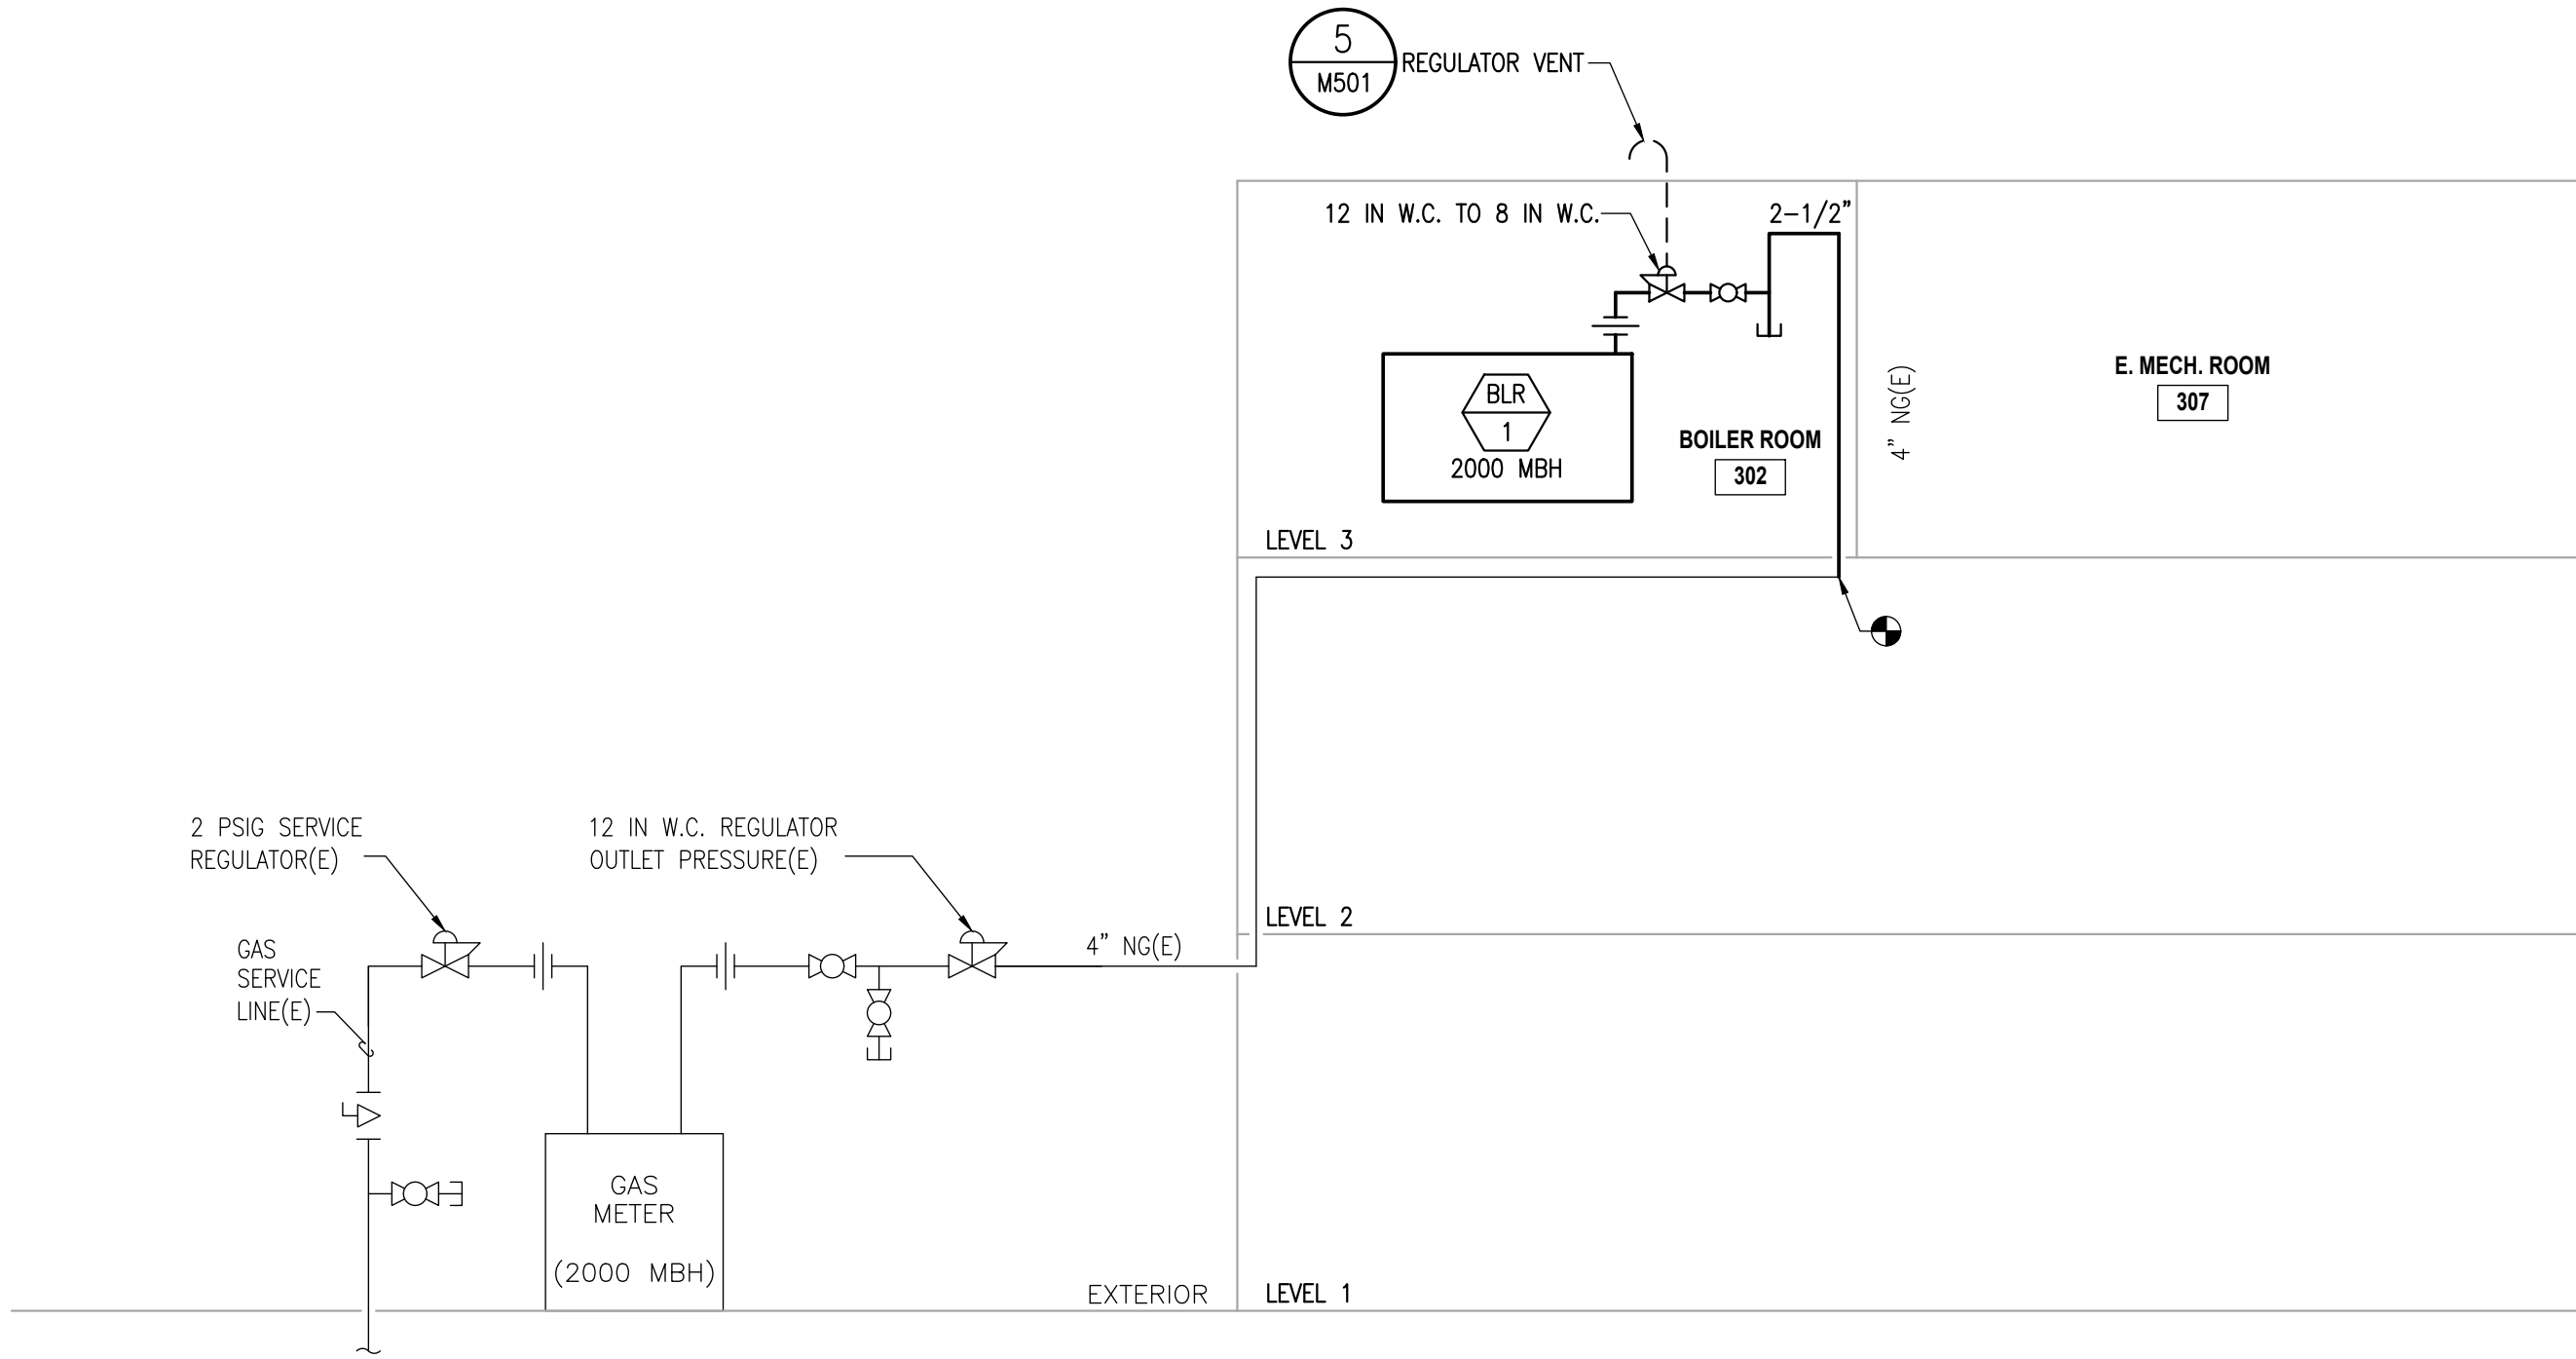 5
M501
REGULATOR VENT
12 IN W.C. TO 8 IN W.C.
2-1/2"
BLR
1
2000 MBH
BOILER ROOM
302
4" NG(E)
E. MECH. ROOM
307
LEVEL 3
2 PSIG SERVICE
REGULATOR(E)
12 IN W.C. REGULATOR
OUTLET PRESSURE(E)
GAS
SERVICE
LINE(E)
4" NG(E)
LEVEL 2
GAS
METER
(2000 MBH)
EXTERIOR
LEVEL 1